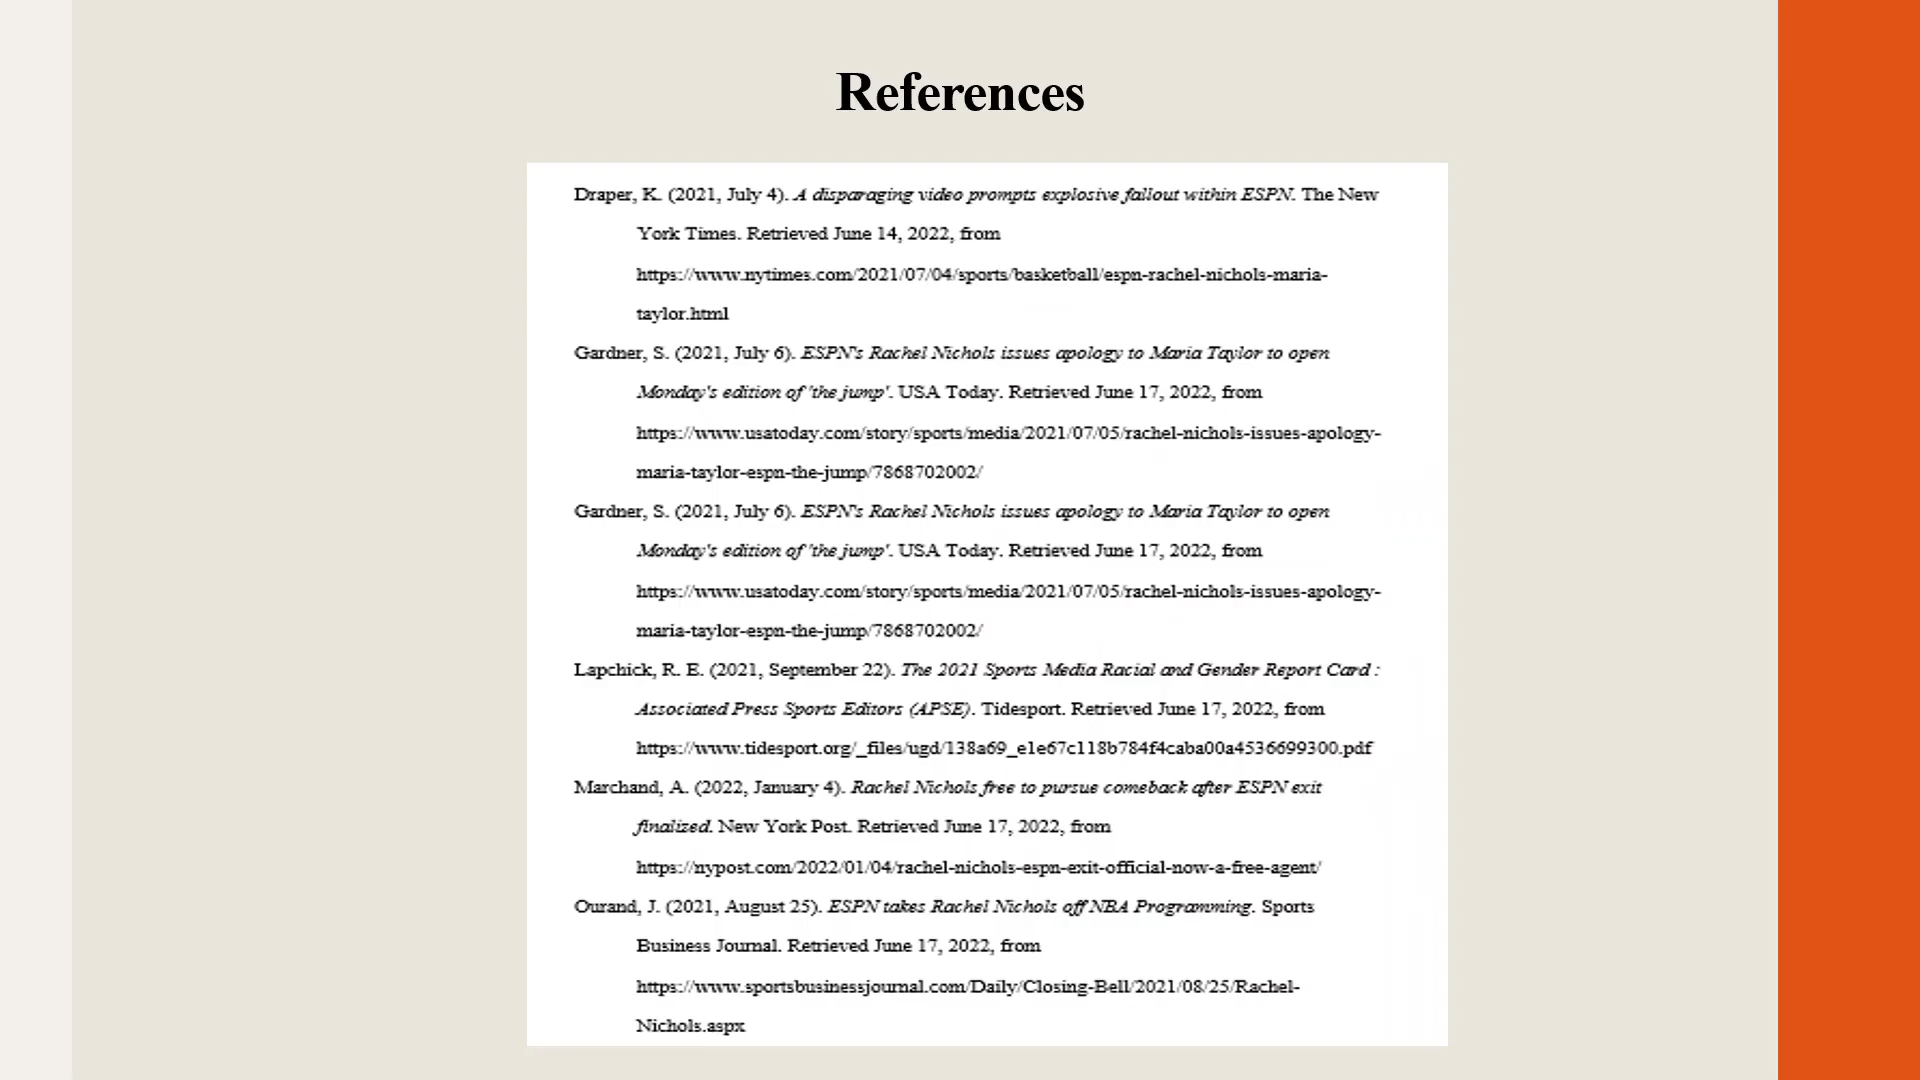 References
Draper, K. (2021, July 4). A disparaging video prompts explosive fallout within ESPN. The New
York Times. Retrieved June 14, 2022, from
https://www.nytimes.com/2021/07/04/sports/basketball/espn-rachel-nichols-maria-
taylor.html
Gardner, S. (2021, July 6). ESPN's Rachel Nichols issues apology to Maria Taylor to open
Monday's edition of 'the jump'. USA Today. Retrieved June 17, 2022, from
https://www.usatoday.com/story/sports/media/2021/07/05/rachel-nichols-issues-apology-
maria-taylor-espn-the-jump/7868702002/
Gardner, S. (2021, July 6). ESPN's Rachel Nichols issues apology to Maria Taylor to open
Monday's edition of 'the jump'. USA Today. Retrieved June 17, 2022, from
https://www.usatoday.com/story/sports/media/2021/07/05/rachel-nichols-issues-apology-
maria-taylor-espn-the-jump/7868702002/
Lapchick, R. E. (2021, September 22). The 2021 Sports Media Racial and Gender Report Card :
Associated Press Sports Editors (APSE). Tidesport. Retrieved June 17, 2022, from
https://www.tidesport.org/_files/ugd/138a69_e1e67c118b784f4caba00a4536699300.pdf
Marchand, A. (2022, January 4). Rachel Nichols free to pursue comeback after ESPN exit
finalized. New York Post. Retrieved June 17, 2022, from
https://nypost.com/2022/01/04/rachel-nichols-espn-exit-official-now-a-free-agent/
Ourand, J. (2021, August 25). ESPN takes Rachel Nichols off NBA Programming. Sports
Business Journal. Retrieved June 17, 2022, from
https://www.sportsbusinessjournal.com/Daily/Closing-Bell/2021/08/25/Rachel-
Nichols.aspx